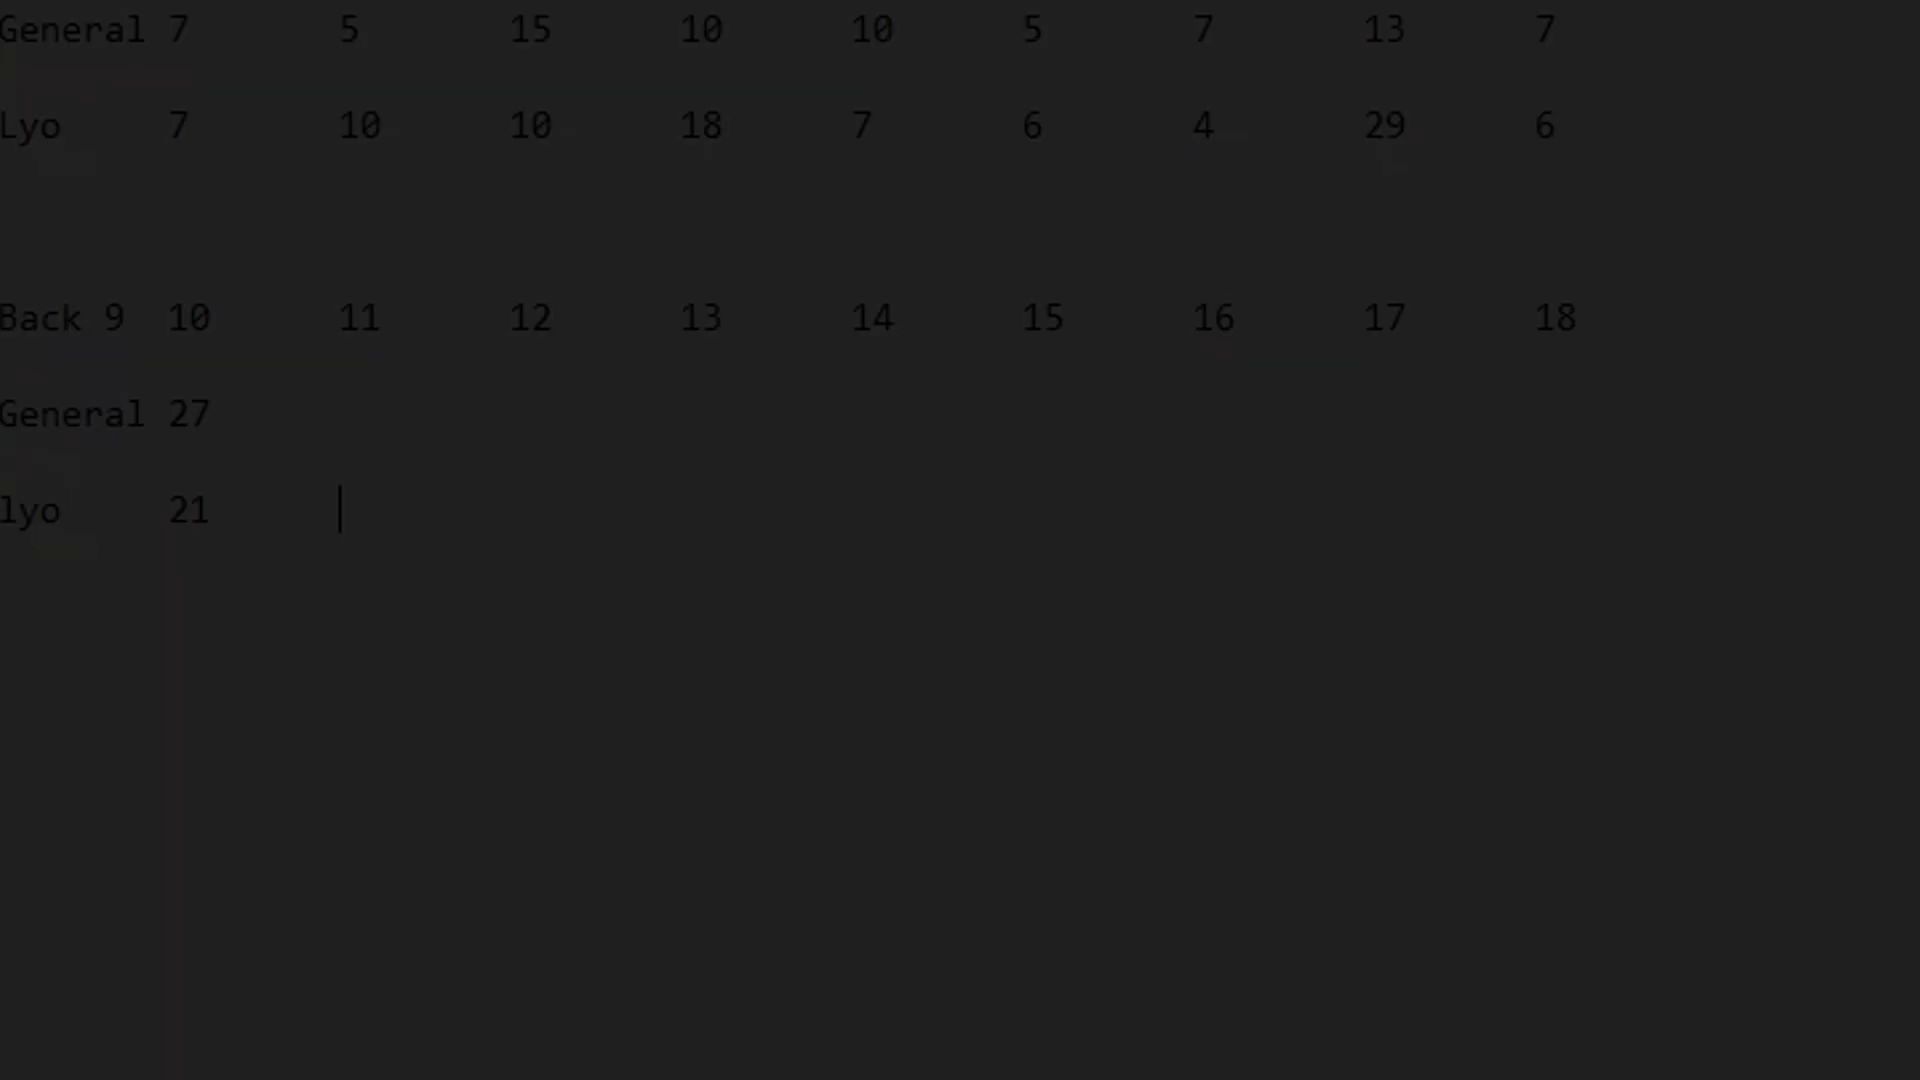 General 7 5 15 10 10 5 7 13 7
Lyo 7 10 10 18 7 6 4 29 6
Back 9 10 11 12 13 14 15 16 17 18
General 27
lyo 21